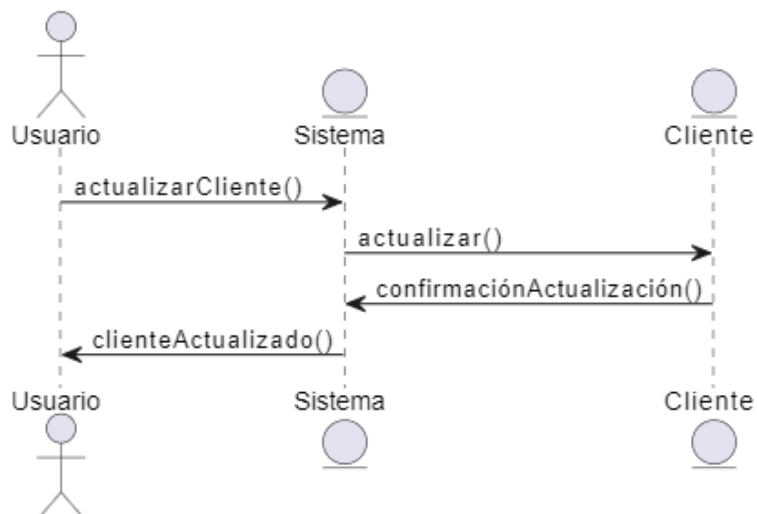 Usuario
Sistema
Cliente
actualizarCliente()
actualizar()
confirmaciónActualización()
clienteActualizado()
Usuario
Sistema
Cliente